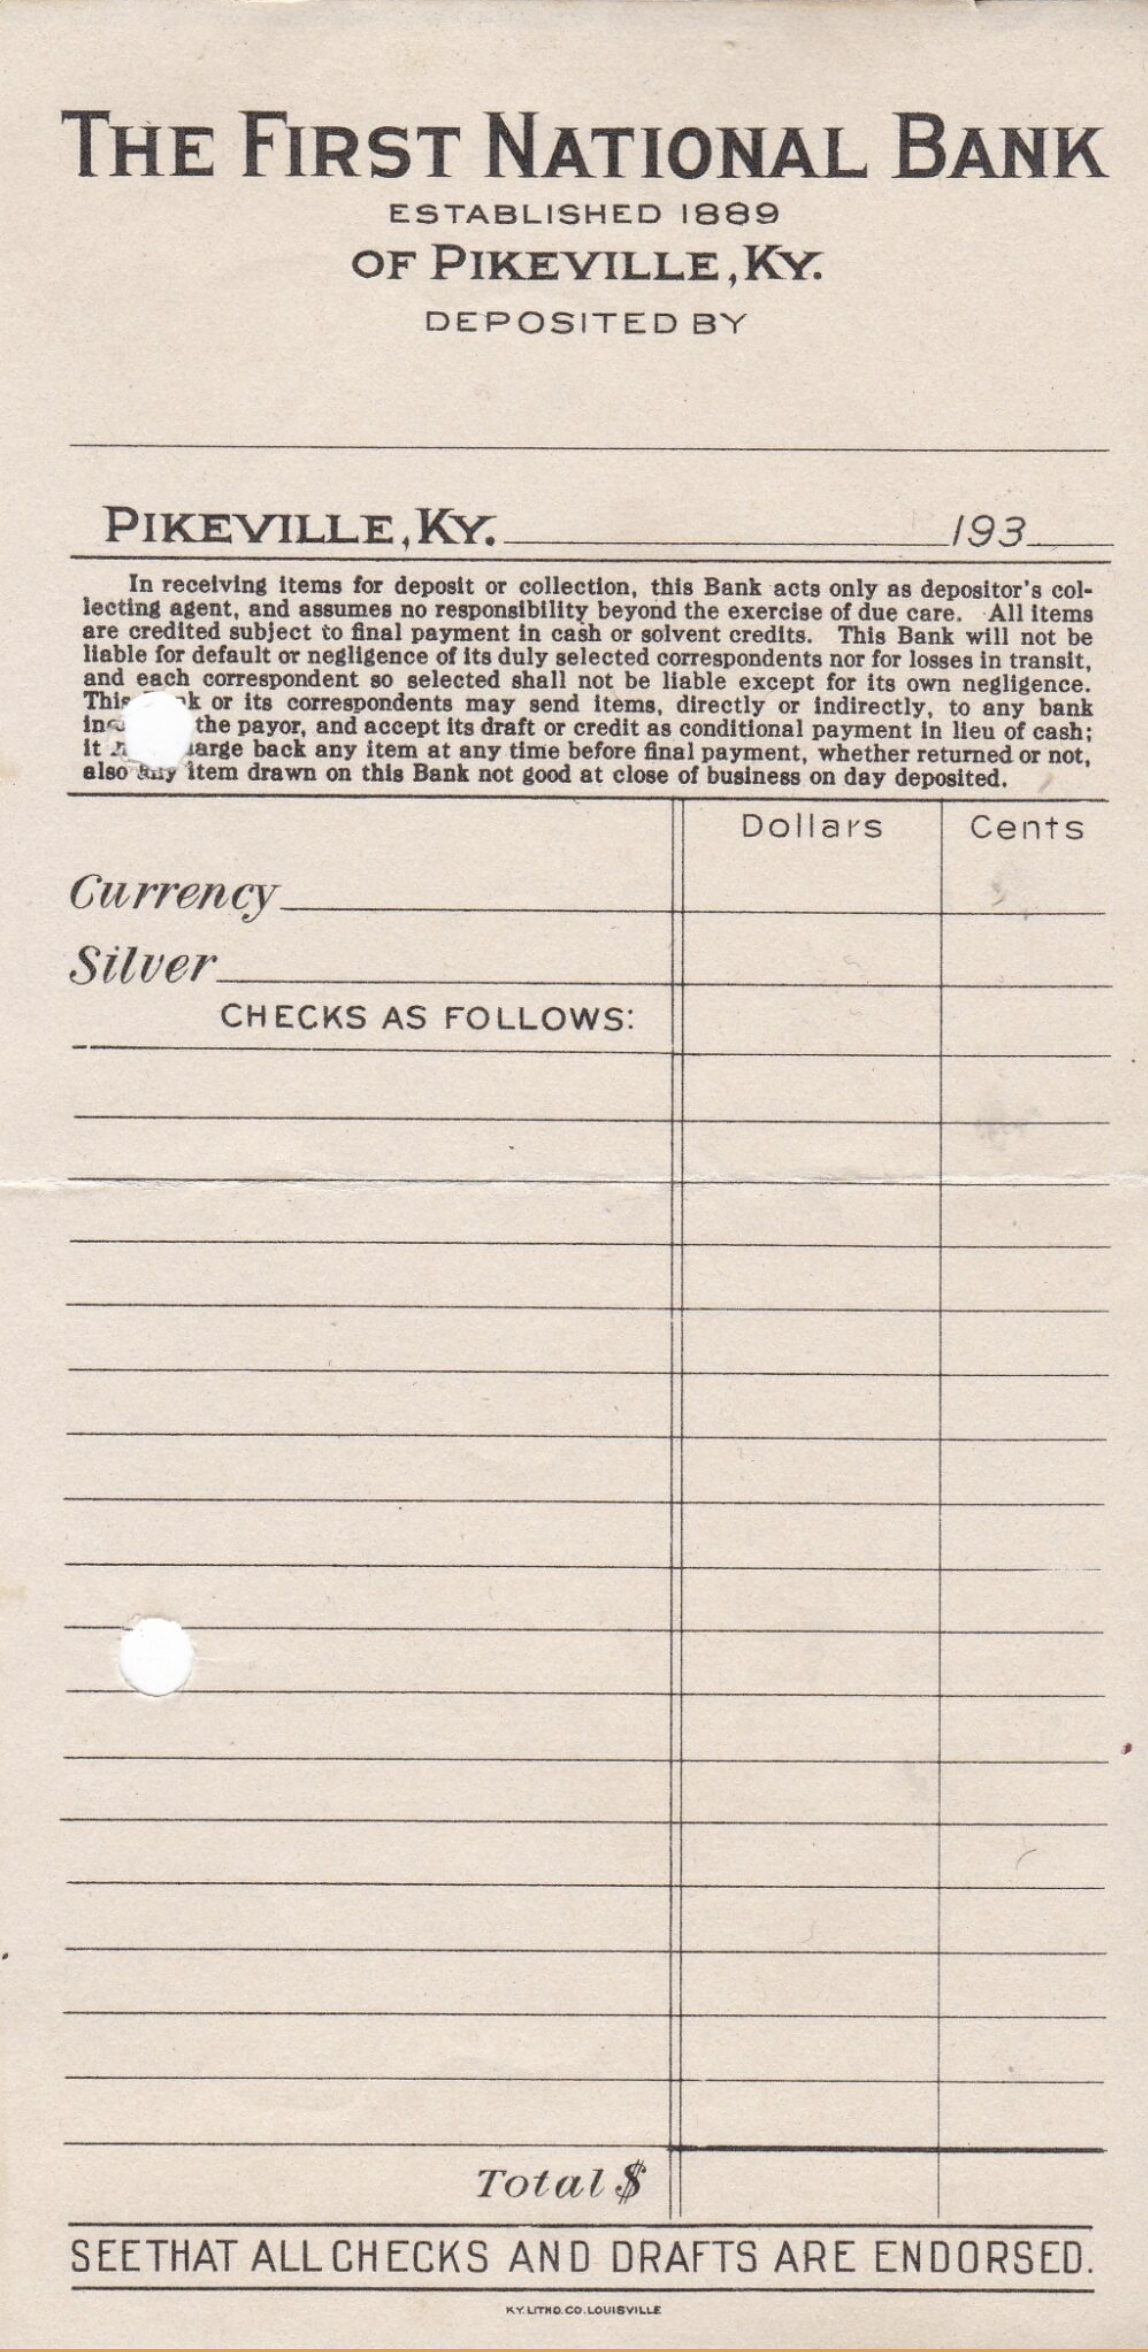 THE FIRST NATIONAL BANK
ESTABLISHED 1889
OF PIKEVILLE, KY.
DEPOSITED BY
PIKEVILLE, KY. 193
In receiving items for deposit or collection, this Bank acts only as depositor's col-
lecting agent, and assumes no responsibility beyond the exercise of due care. All items
are credited subject to final payment in cash or solvent credits. This Bank will not be
liable for default or negligence of its duly selected correspondents nor for losses in transit,
and each correspondent so selected shall not be liable except for its own negligence.
This or its correspondents may send items, directly or indirectly, to any bank
the payor, and accept its draft or credit as conditional payment in lieu of cash;
it back any item at any time before final payment, whether returned or not,
also any item drawn on this Bank not good at close of business on day deposited.
Dollars Cents
Currency
Silver
CHECKS AS FOLLOWS:
Total $
SEE THAT ALL CHECKS AND DRAFTS ARE ENDORSED.
KY. LITHO. CO. LOUISVILLE